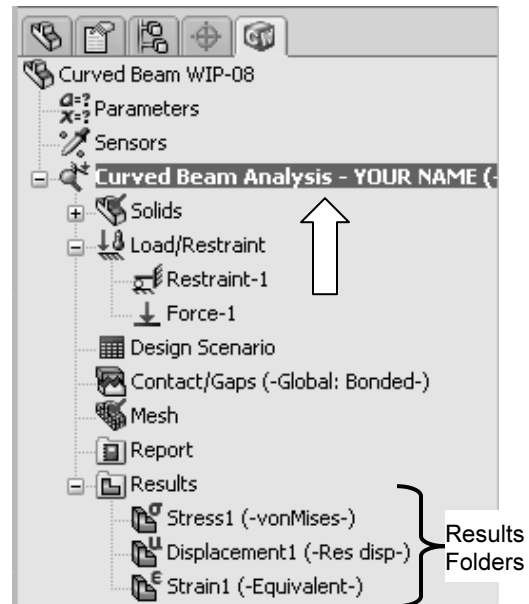 Curved Beam WIP-08
a=?
x=? Parameters
Sensors
Curved Beam Analysis - YOUR NAME (-
Solids
Load/Restraint
Restraint-1
Force-1
Design Scenario
Contact/Gaps (-Global: Bonded-)
Mesh
Report
Results
σ Stress1 (-vonMises-)
U Displacement1 (-Res disp-)
ε Strain1 (-Equivalent-)
Results
Folders